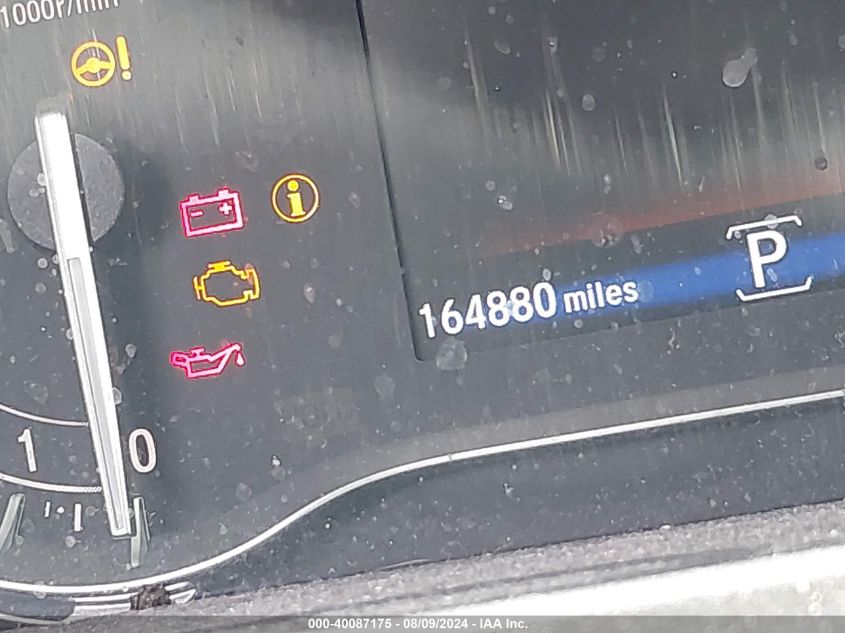 1000r/min
164880 miles
P
1
0
000-40087175 - 08/09/2024 - IAA Inc.